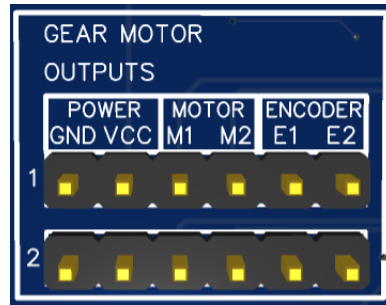 GEAR MOTOR
OUTPUTS
POWER MOTOR ENCODER
GND VCC M1 M2 E1 E2
1
2